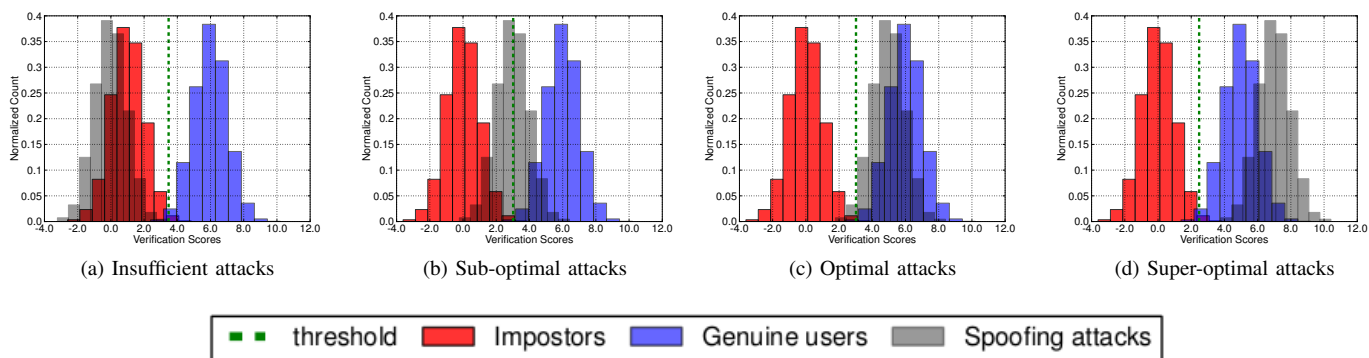 0.4 0.4 0.4 0.4
0.35 0.35 0.35 0.35
0.3 0.3 0.3 0.3
0.25 0.25 0.25 0.25
0.2 0.2 0.2 0.2
0.15 0.15 0.15 0.15
0.1 0.1 0.1 0.1
0.05 0.05 0.05 0.05
0.0 0.0 0.0 0.0
Normalized Count Normalized Count Normalized Count Normalized Count
-4.0 -2.0 0.0 2.0 4.0 6.0 8.0 10.0 12.0 -4.0 -2.0 0.0 2.0 4.0 6.0 8.0 10.0 12.0 -4.0 -2.0 0.0 2.0 4.0 6.0 8.0 10.0 12.0 -4.0 -2.0 0.0 2.0 4.0 6.0 8.0 10.0 12.0
Verification Scores Verification Scores Verification Scores Verification Scores
(a) Insufficient attacks (b) Sub-optimal attacks (c) Optimal attacks (d) Super-optimal attacks
threshold Impostors Genuine users Spoofing attacks